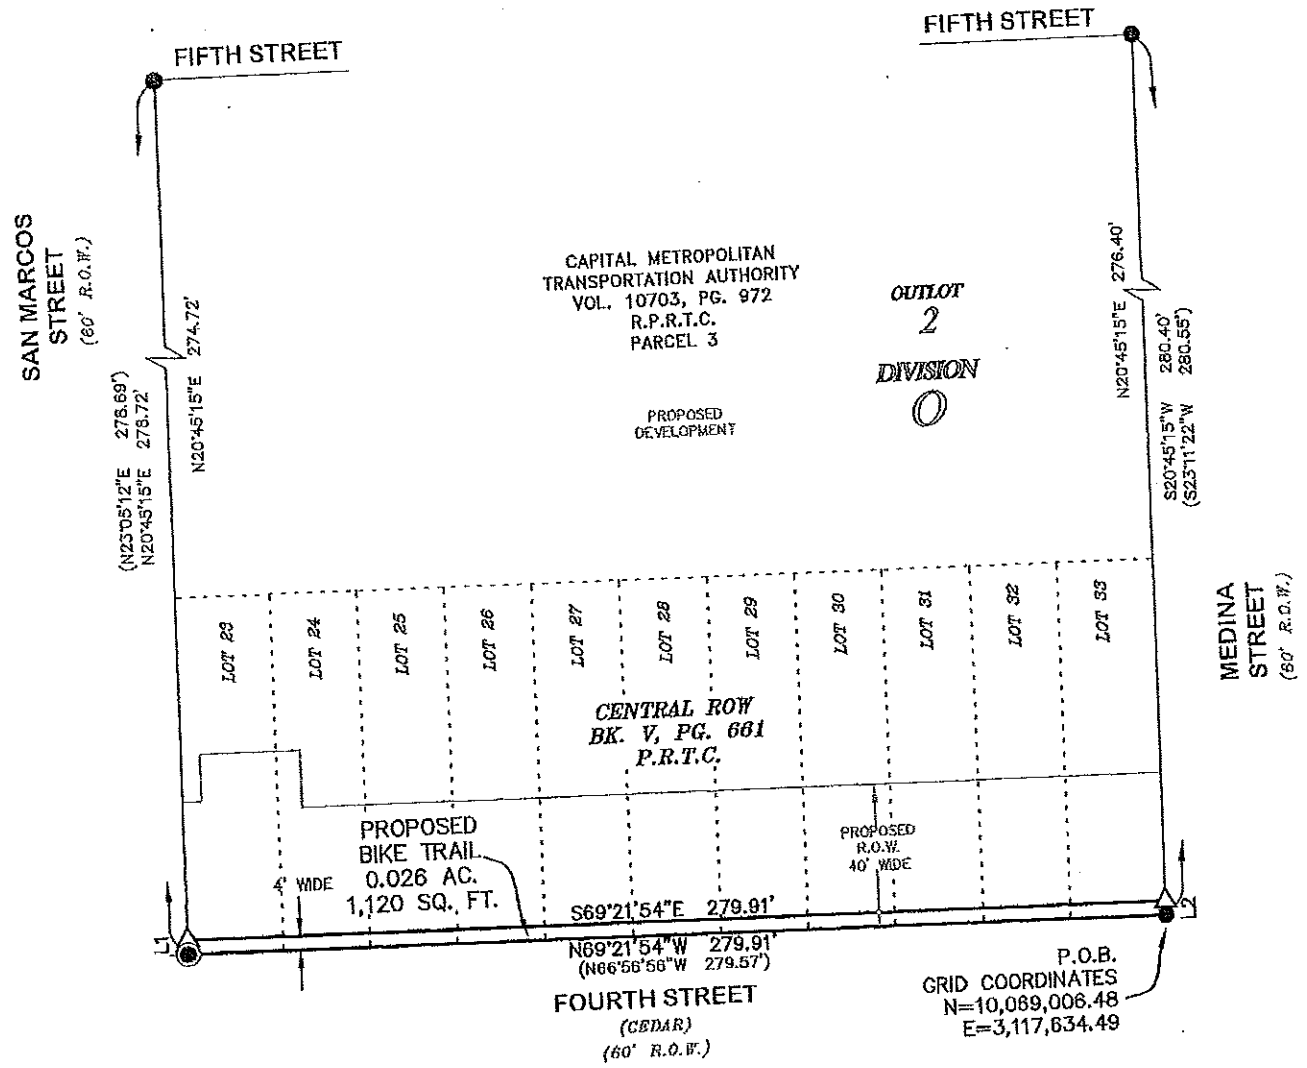 FIFTH STREET
FIFTH STREET
SAN MARCOS
STREET
(60' R.O.W.)
(N23°05'12"E 278.69')
N20°45'15"E 278.72'
N20°45'15"E 274.72'
CAPITAL METROPOLITAN
TRANSPORTATION AUTHORITY
VOL. 10703, PG. 972
R.P.R.T.C.
PARCEL 3
PROPOSED
DEVELOPMENT
OUTLOT
2
DIVISION
O
N20°45'15"E 276.40'
S20°45'15"W 280.40'
(S23°11'22"W 280.55')
MEDINA
STREET
(60' R.O.W.)
LOT 23
LOT 24
LOT 25
LOT 26
LOT 27
LOT 28
LOT 29
LOT 30
LOT 31
LOT 32
LOT 33
CENTRAL ROW
BK. V, PG. 661
P.R.T.C.
PROPOSED
BIKE TRAIL
0.026 AC.
1,120 SQ. FT.
4' WIDE
PROPOSED
R.O.W.
40' WIDE
S69°21'54"E 279.91'
N69°21'54"W 279.91'
(N66°56'56"W 279.57')
L1
L2
FOURTH STREET
(CEDAR)
(60' R.O.W.)
P.O.B.
GRID COORDINATES
N=10,069,006.48
E=3,117,634.49